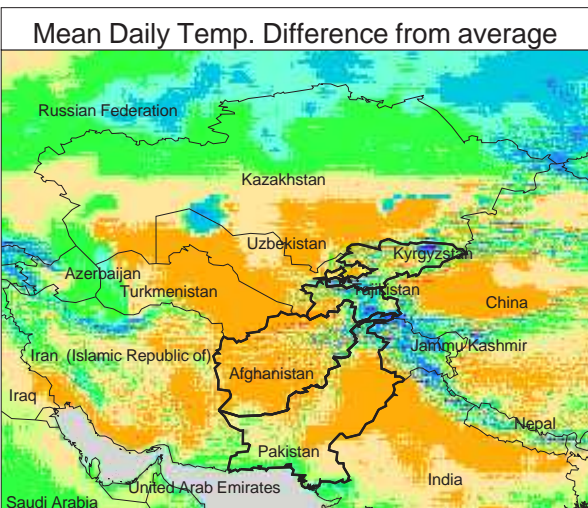 Mean Daily Temp. Difference from average
Russian Federation
Kazakhstan
Uzbekistan
Kyrgyzstan
Azerbaijan
Turkmenistan
Tajikistan
China
Iran (Islamic Republic of)
Jammu/Kashmir
Afghanistan
Iraq
Nepal
Pakistan
India
United Arab Emirates
Saudi Arabia